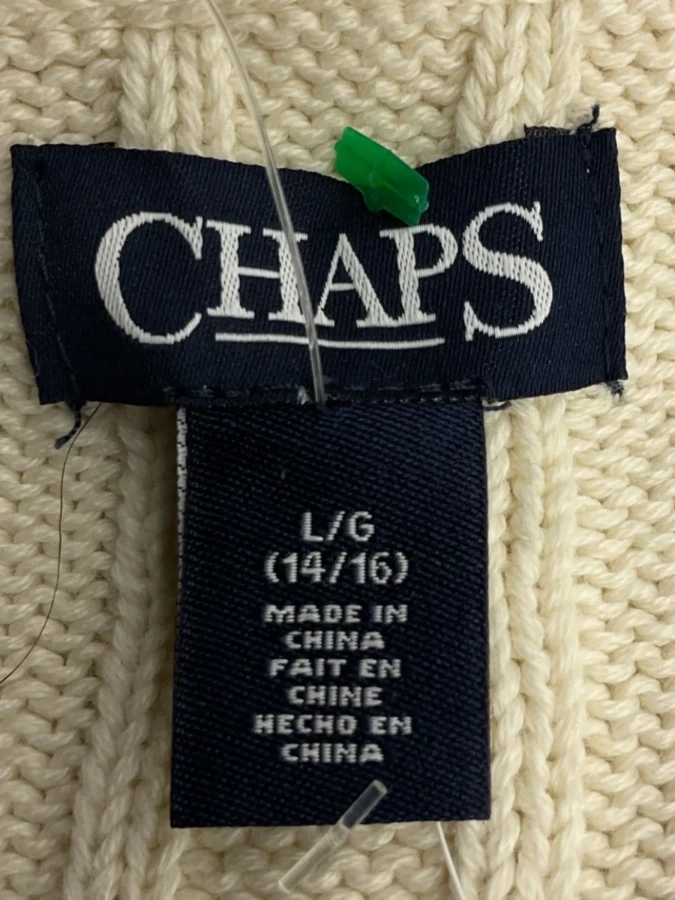 CHAPS
L/G
(14/16)
MADE IN
CHINA
FAIT EN
CHINE
HECHO EN
CHINA